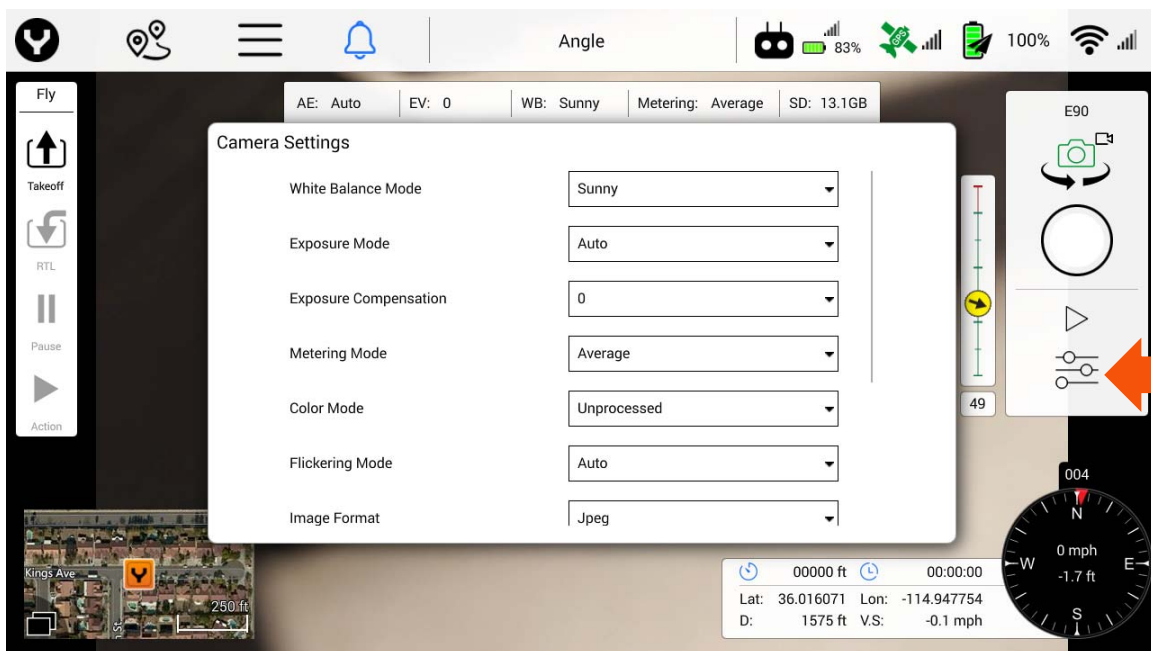 Angle
83%
GPS
100%
Fly
AE: Auto
EV: 0
WB: Sunny
Metering: Average
SD: 13.1GB
E90
Camera Settings
White Balance Mode
Sunny
Exposure Mode
Auto
Exposure Compensation
0
Metering Mode
Average
Color Mode
Unprocessed
Flickering Mode
Auto
Image Format
Jpeg
Takeoff
RTL
Pause
Action
49
004
N
W
E
S
0 mph
-1.7 ft
Kings Ave
St
250 ft
00000 ft
00:00:00
Lat: 36.016071 Lon: -114.947754
D: 1575 ft V.S: -0.1 mph